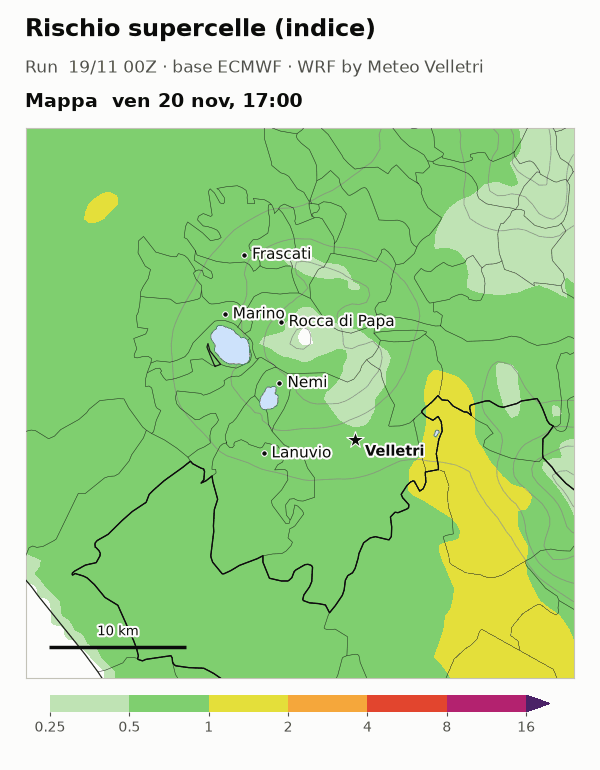 Rischio supercelle (indice)
Run  19/11 00Z · base ECMWF · WRF by Meteo Velletri
Mappa  ven 20 nov, 17:00
Frascati
Marino
Rocca di Papa
Nemi
Velletri
Lanuvio
10 km
0.25 0.5 1 2 4 8 16